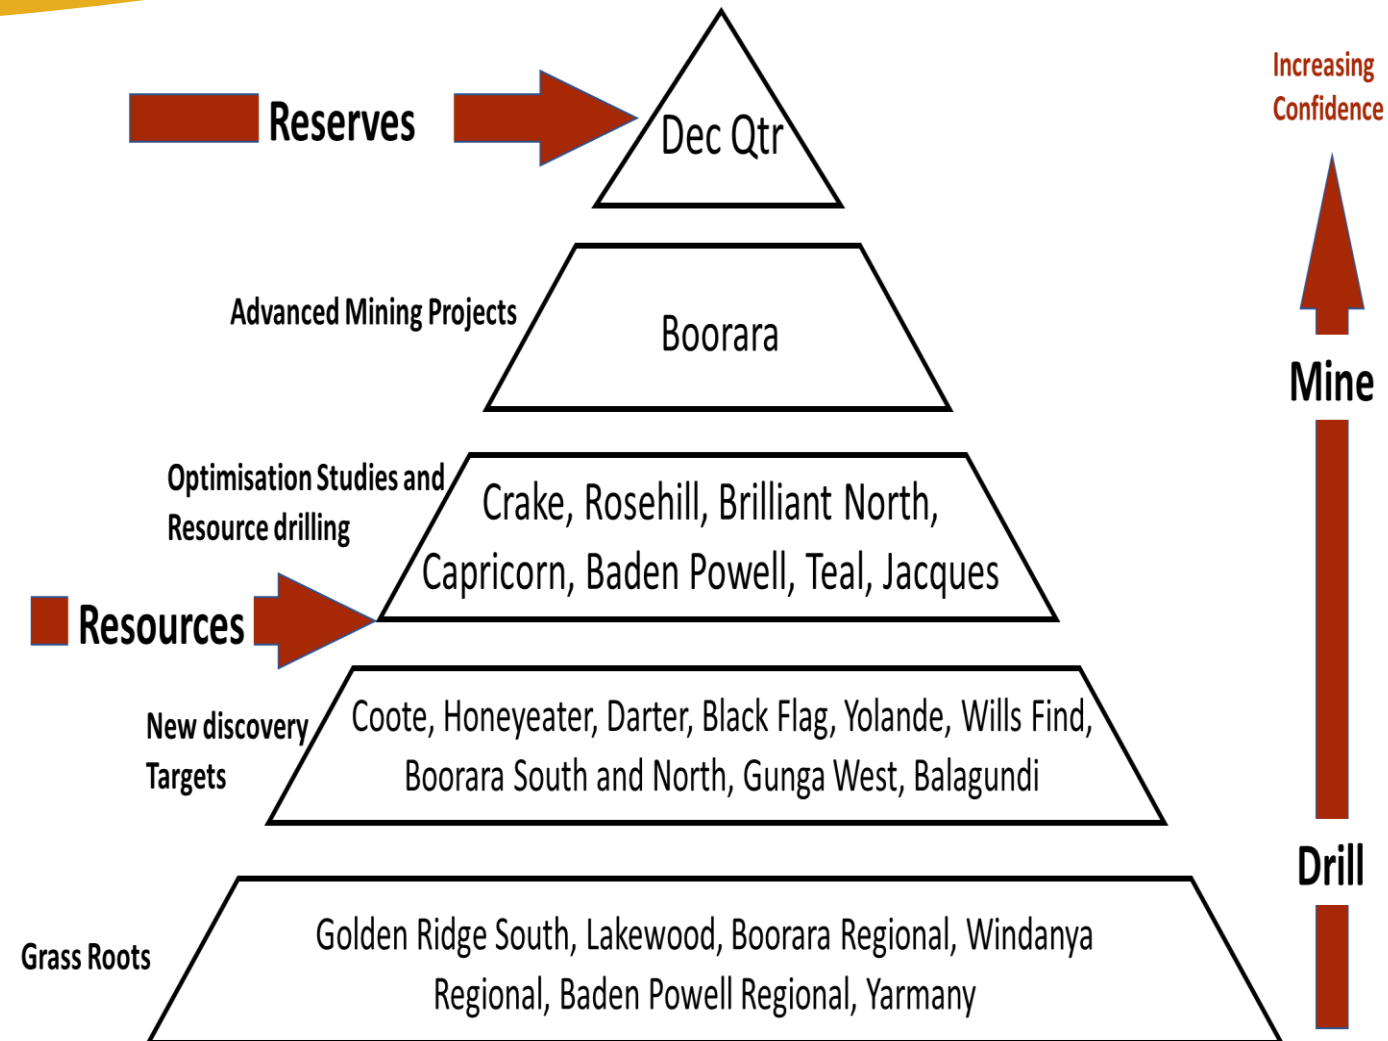 Increasing
Confidence
Reserves
Dec Qtr
Advanced Mining Projects
Boorara
Mine
Optimisation Studies and
Resource drilling
Crake, Rosehill, Brilliant North,
Capricorn, Baden Powell, Teal, Jacques
Resources
New discovery
Targets
Coote, Honeyeater, Darter, Black Flag, Yolande, Wills Find,
Boorara South and North, Gunga West, Balagundi
Drill
Grass Roots
Golden Ridge South, Lakewood, Boorara Regional, Windanya
Regional, Baden Powell Regional, Yarmany